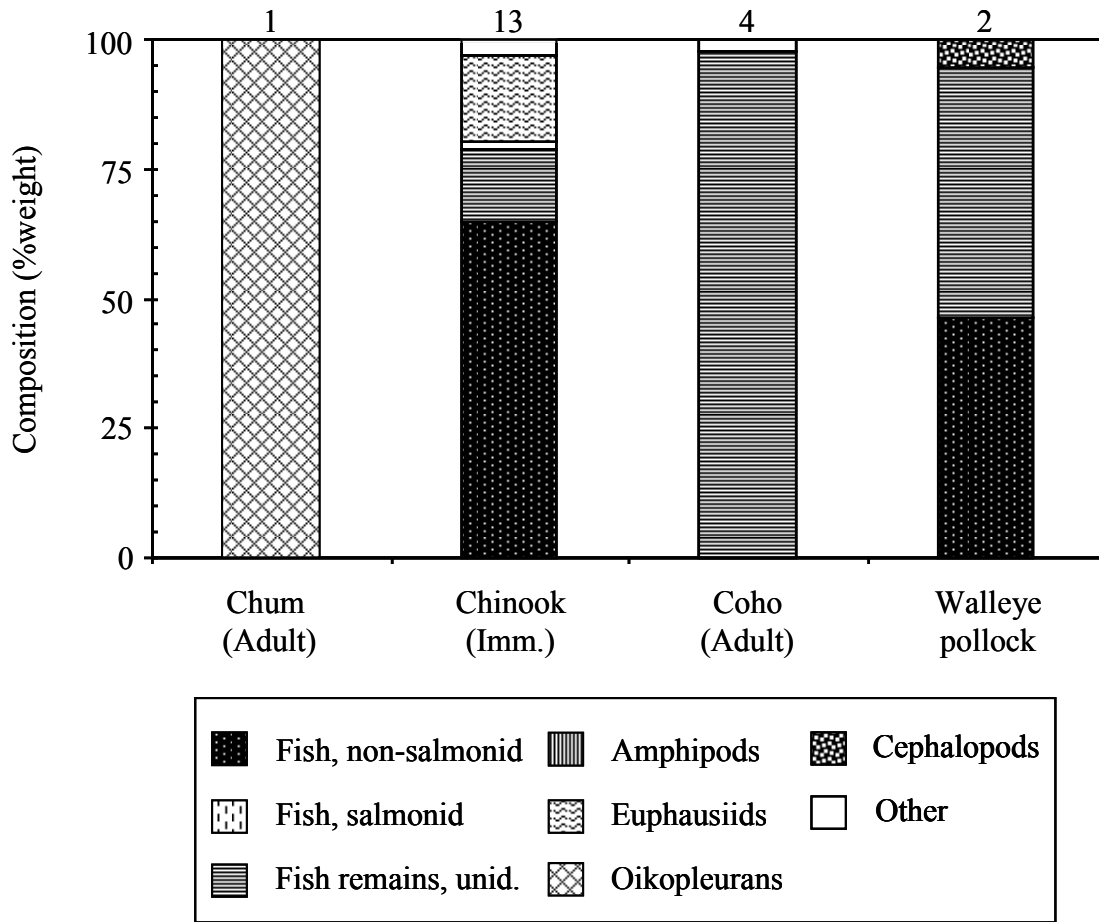 1 13 4 2
100
75
50
25
0
Composition (%weight)
Chum Chinook Coho Walleye
(Adult) (Imm.) (Adult) pollock
Fish, non-salmonid Amphipods Cephalopods
Fish, salmonid Euphausiids Other
Fish remains, unid. Oikopleurans